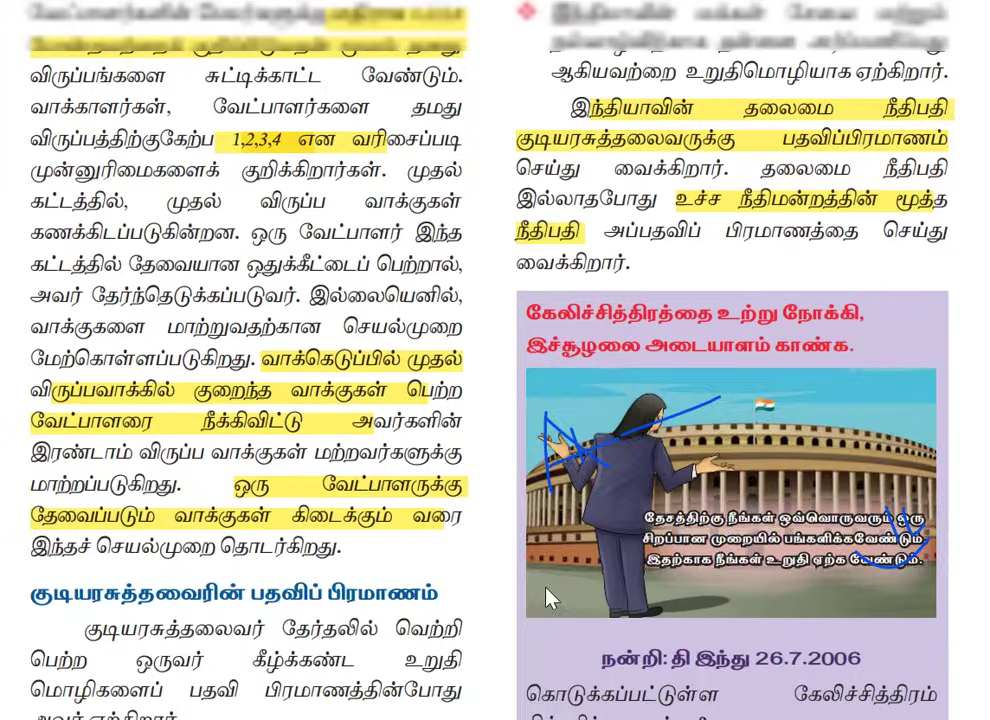 விருப்பங்களை சுட்டிக்காட்ட வேண்டும்.
வாக்காளர்கள், வேட்பாளர்களை தமது
விருப்பத்திற்குகேற்ப 1,2,3,4 என வரிசைப்படி
முன்னுரிமைகளைக் குறிக்கிறார்கள். முதல்
கட்டத்தில், முதல் விருப்ப வாக்குகள்
கணக்கிடப்படுகின்றன. ஒரு வேட்பாளர் இந்த
கட்டத்தில் தேவையான ஒதுக்கீட்டைப் பெற்றால்,
அவர் தேர்ந்தெடுக்கப்படுவர். இல்லையெனில்,
வாக்குகளை மாற்றுவதற்கான செயல்முறை
மேற்கொள்ளப்படுகிறது. வாக்கெடுப்பில் முதல்
விருப்பவாக்கில் குறைந்த வாக்குகள் பெற்ற
வேட்பாளரை நீக்கிவிட்டு அவர்களின்
இரண்டாம் விருப்ப வாக்குகள் மற்றவர்களுக்கு
மாற்றப்படுகிறது. ஒரு வேட்பாளருக்கு
தேவைப்படும் வாக்குகள் கிடைக்கும் வரை
இந்தச் செயல்முறை தொடர்கிறது.
குடியரசுத்தவைரின் பதவிப் பிரமாணம்
குடியரசுத்தலைவர் தேர்தலில் வெற்றி
பெற்ற ஒருவர் கீழ்க்கண்ட உறுதி
மொழிகளைப் பதவி பிரமாணத்தின்போது
அவர் ஏற்கிறார்.
ஆகியவற்றை உறுதிமொழியாக ஏற்கிறார்.
இந்தியாவின் தலைமை நீதிபதி
குடியரசுத்தலைவருக்கு பதவிப்பிரமாணம்
செய்து வைக்கிறார். தலைமை நீதிபதி
இல்லாதபோது உச்ச நீதிமன்றத்தின் மூத்த
நீதிபதி அப்பதவிப் பிரமாணத்தை செய்து
வைக்கிறார்.
கேலிச்சித்திரத்தை உற்று நோக்கி,
இச்சூழலை அடையாளம் காண்க.
தேசத்திற்கு நீங்கள் ஒவ்வொருவரும் ஒரு
சிறப்பான முறையில் பங்களிக்கவேண்டும்.
இதற்காக நீங்கள் உறுதி ஏற்க வேண்டும்.
நன்றி: தி இந்து 26.7.2006
கொடுக்கப்பட்டுள்ள கேலிச்சித்திரம்